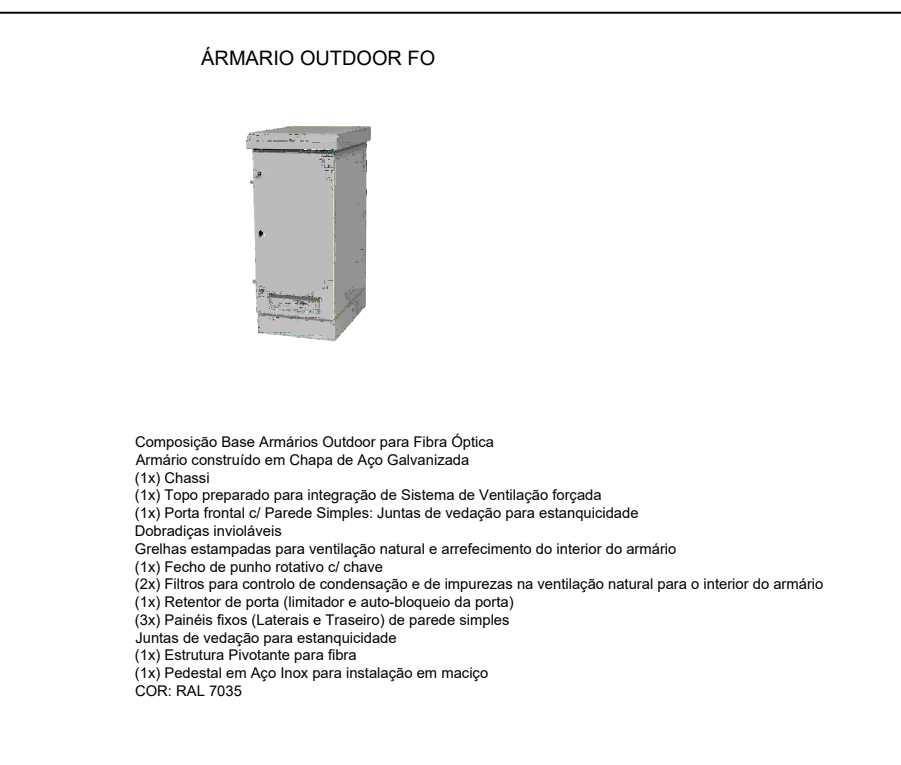 ÁRMARIO OUTDOOR FO
Composição Base Armários Outdoor para Fibra Óptica
Armário construído em Chapa de Aço Galvanizada
(1x) Chassi
(1x) Topo preparado para integração de Sistema de Ventilação forçada
(1x) Porta frontal c/ Parede Simples: Juntas de vedação para estanquicidade
Dobradiças invioláveis
Grelhas estampadas para ventilação natural e arrefecimento do interior do armário
(1x) Fecho de punho rotativo c/ chave
(2x) Filtros para controlo de condensação e de impurezas na ventilação natural para o interior do armário
(1x) Retentor de porta (limitador e auto-bloqueio da porta)
(3x) Painéis fixos (Laterais e Traseiro) de parede simples
Juntas de vedação para estanquicidade
(1x) Estrutura Pivotante para fibra
(1x) Pedestal em Aço Inox para instalação em maciço
COR: RAL 7035